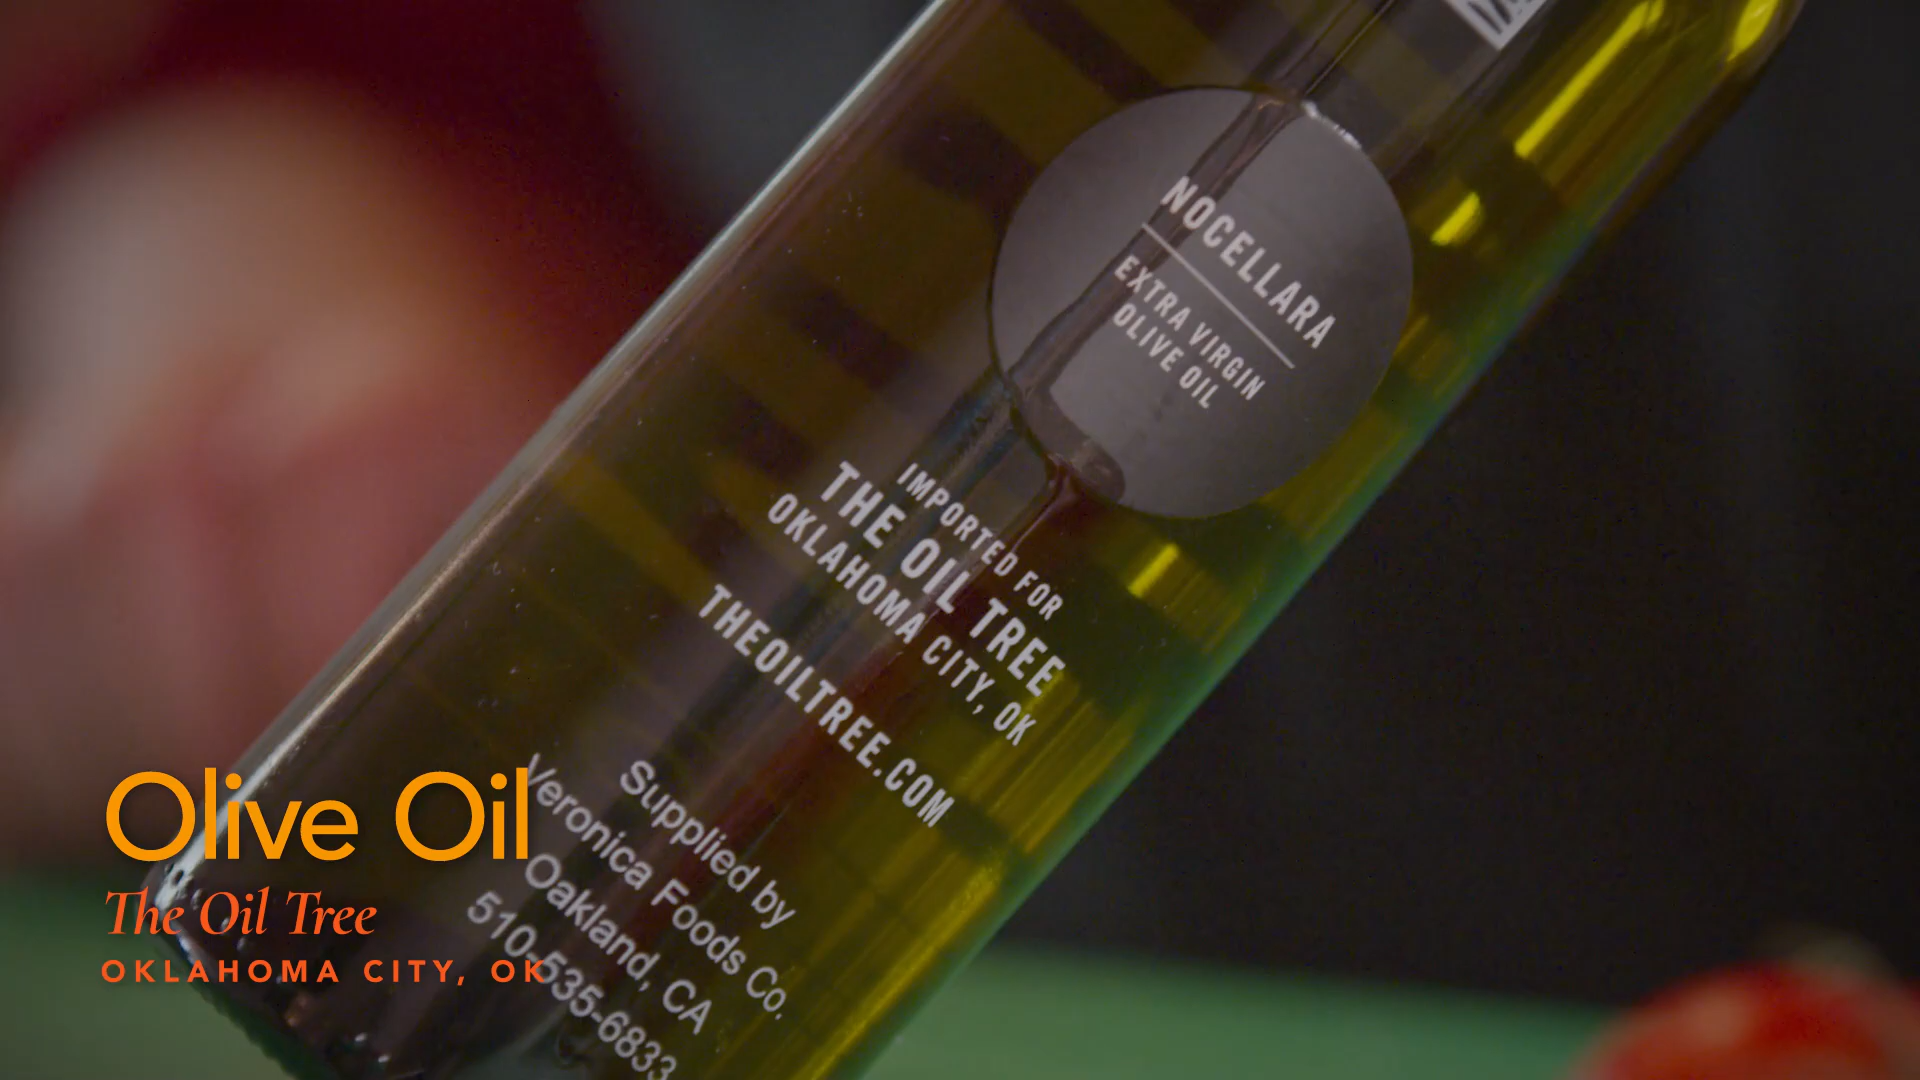 NOCELLARA
EXTRA VIRGIN
OLIVE OIL
IMPORTED FOR
THE OIL TREE
OKLAHOMA CITY, OK
THEOILTREE.COM
Supplied by
Veronica Foods Co.
Oakland, CA
510-535-6833
Olive Oil
The Oil Tree
OKLAHOMA CITY, OK